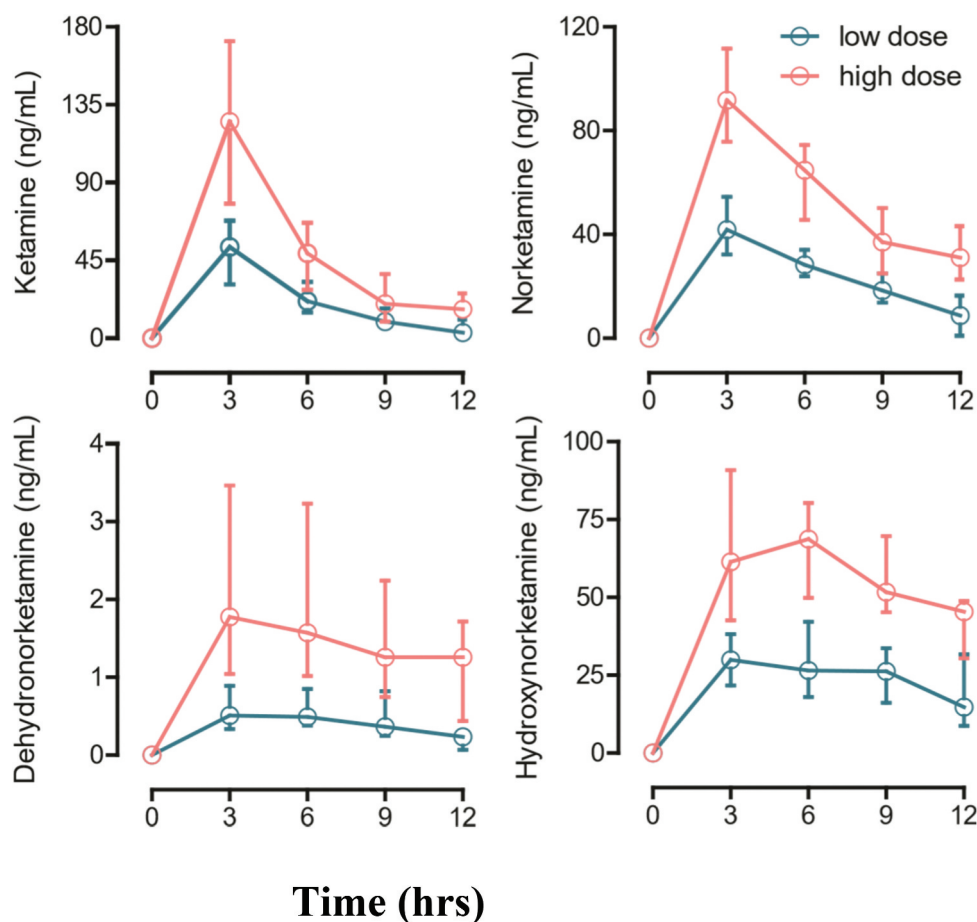 Ketamine (ng/mL)
180
135
90
45
0
0 3 6 9 12
Norketamine (ng/mL)
120
80
40
0
0 3 6 9 12
low dose
high dose
Dehydronorketamine (ng/mL)
4
3
2
1
0
0 3 6 9 12
Hydroxynorketamine (ng/mL)
100
75
50
25
0
0 3 6 9 12
Time (hrs)